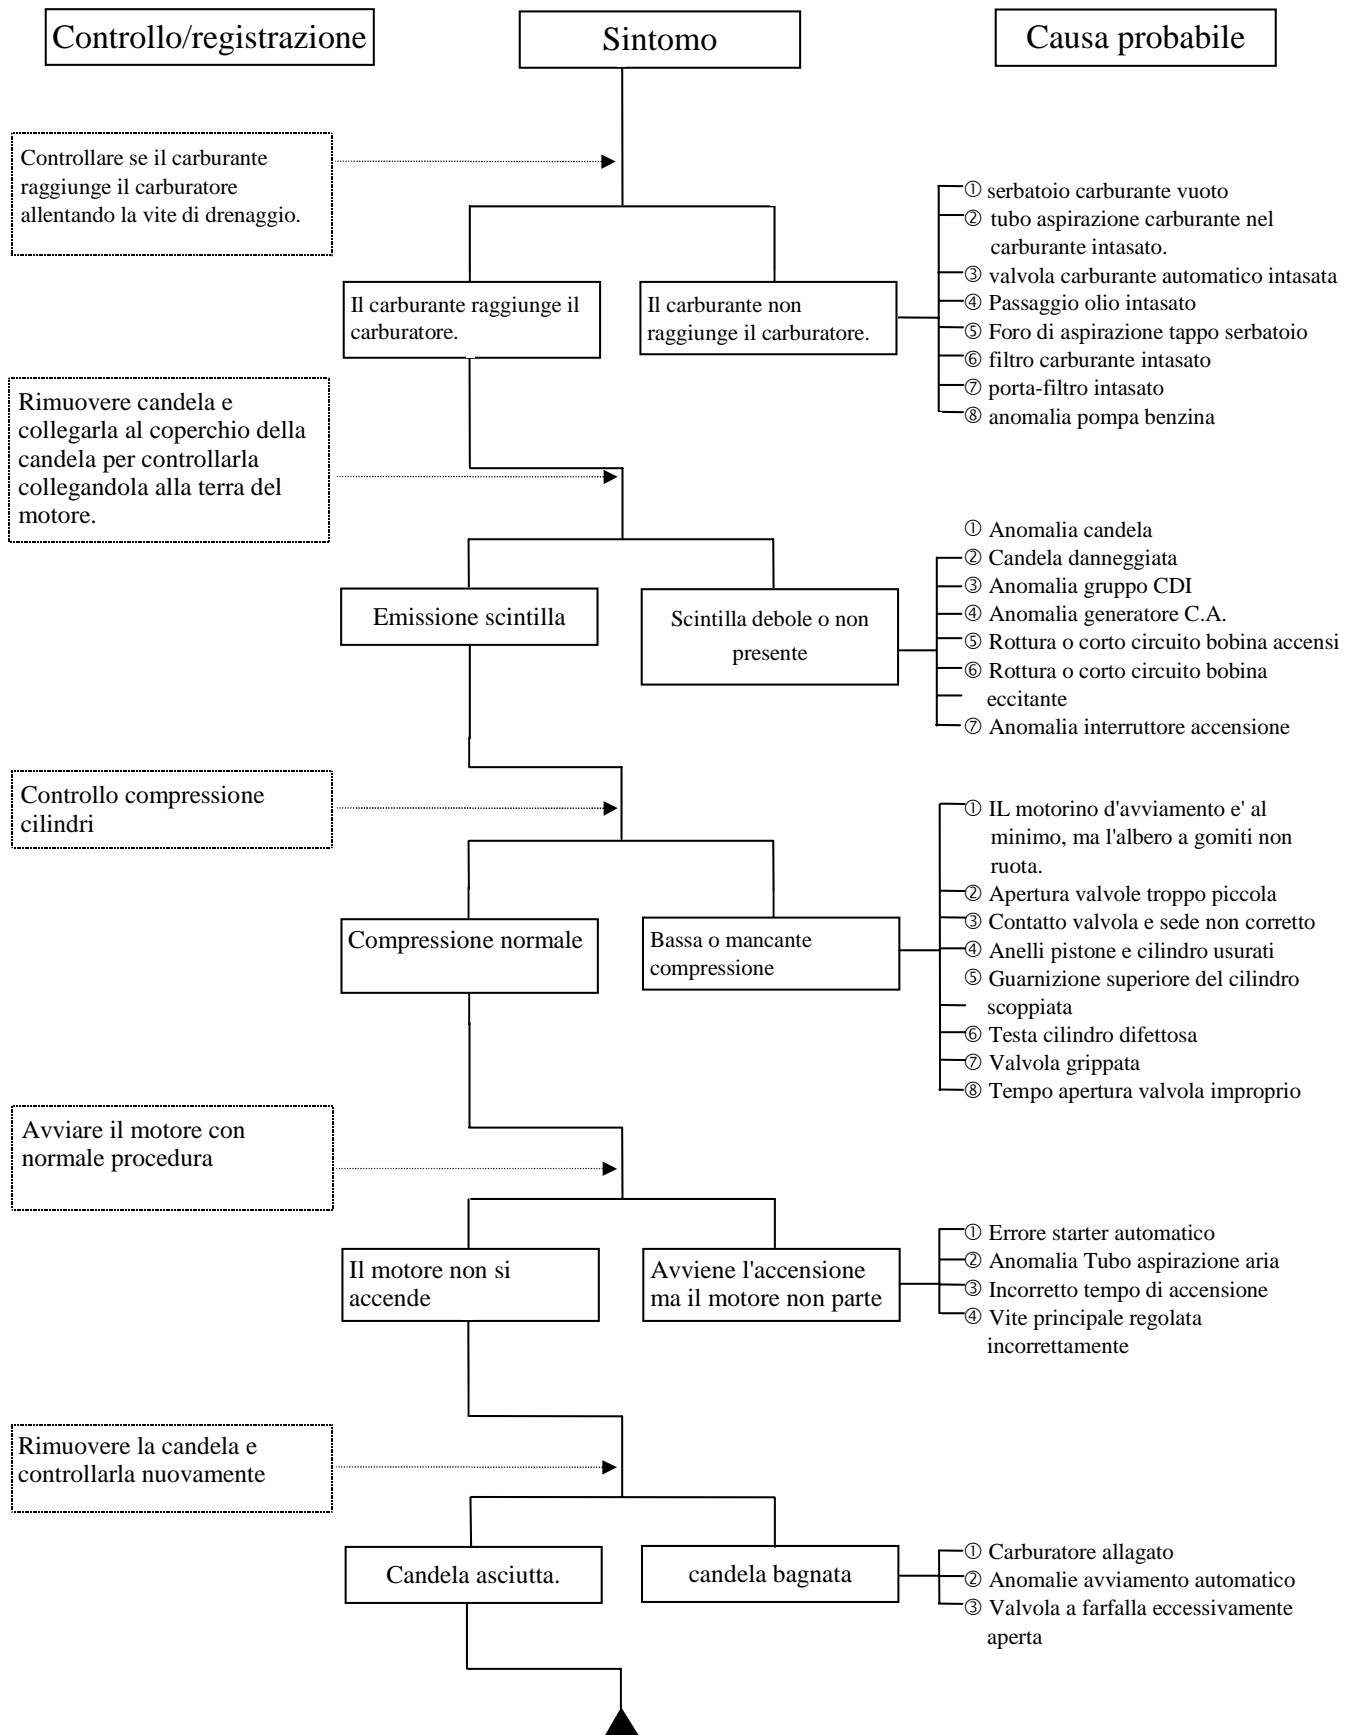 Controllo/registrazione
Sintomo
Causa probabile
Controllare se il carburante
raggiunge il carburatore
allentando la vite di drenaggio.
Il carburante raggiunge il
carburatore.
Il carburante non
raggiunge il carburatore.
① serbatoio carburante vuoto
② tubo aspirazione carburante nel
carburante intasato.
③ valvola carburante automatico intasata
④ Passaggio olio intasato
⑤ Foro di aspirazione tappo serbatoio
⑥ filtro carburante intasato
⑦ porta-filtro intasato
⑧ anomalia pompa benzina
Rimuovere candela e
collegarla al coperchio della
candela per controllarla
collegandola alla terra del
motore.
Emissione scintilla
Scintilla debole o non
presente
① Anomalia candela
② Candela danneggiata
③ Anomalia gruppo CDI
④ Anomalia generatore C.A.
⑤ Rottura o corto circuito bobina accensi
⑥ Rottura o corto circuito bobina
eccitante
⑦ Anomalia interruttore accensione
Controllo compressione
cilindri
Compressione normale
Bassa o mancante
compressione
① IL motorino d'avviamento e' al
minimo, ma l'albero a gomiti non
ruota.
② Apertura valvole troppo piccola
③ Contatto valvola e sede non corretto
④ Anelli pistone e cilindro usurati
⑤ Guarnizione superiore del cilindro
scoppiata
⑥ Testa cilindro difettosa
⑦ Valvola grippata
⑧ Tempo apertura valvola improprio
Avviare il motore con
normale procedura
Il motore non si
accende
Avviene l'accensione
ma il motore non parte
① Errore starter automatico
② Anomalia Tubo aspirazione aria
③ Incorretto tempo di accensione
④ Vite principale regolata
incorrettamente
Rimuovere la candela e
controllarla nuovamente
Candela asciutta.
candela bagnata
① Carburatore allagato
② Anomalie avviamento automatico
③ Valvola a farfalla eccessivamente
aperta